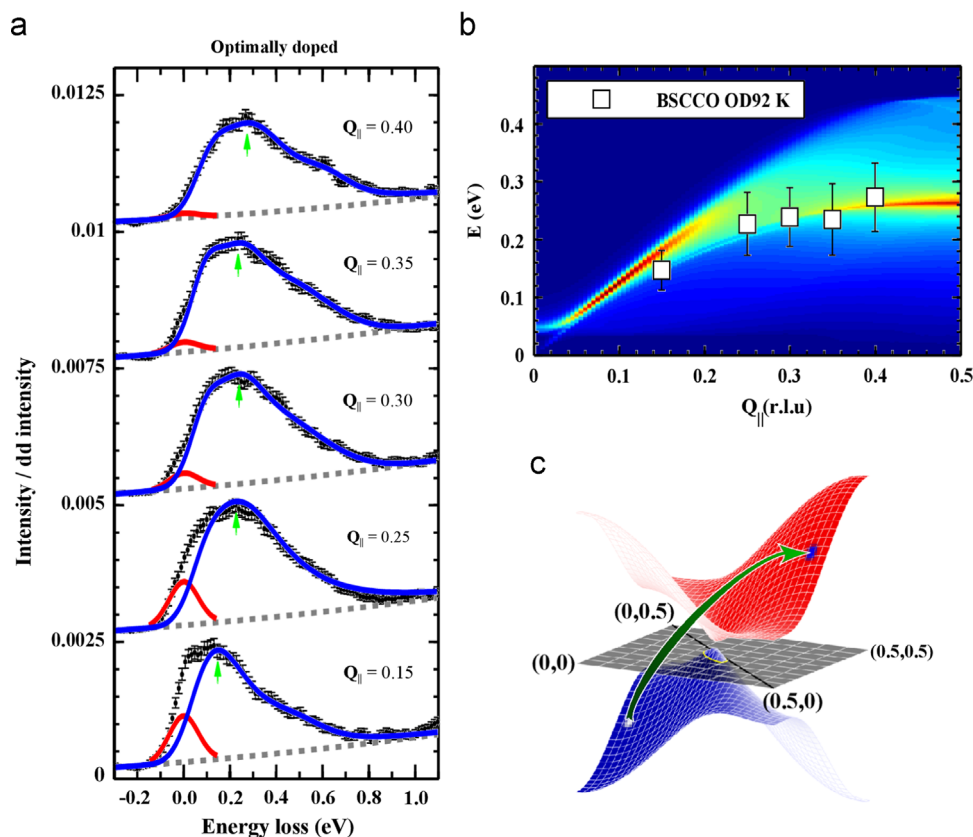 a
Optimally doped
0.0125
0.01
0.0075
0.005
0.0025
0
Intensity / dd intensity
Q|| = 0.40
Q|| = 0.35
Q|| = 0.30
Q|| = 0.25
Q|| = 0.15
-0.2 0.0 0.2 0.4 0.6 0.8 1.0
Energy loss (eV)
b
BSCCO OD92 K
0.4
0.3
0.2
0.1
0
E (eV)
0 0.1 0.2 0.3 0.4 0.5
Q||(r.l.u)
c
(0,0.5)
(0,0)
(0.5,0.5)
(0.5,0)